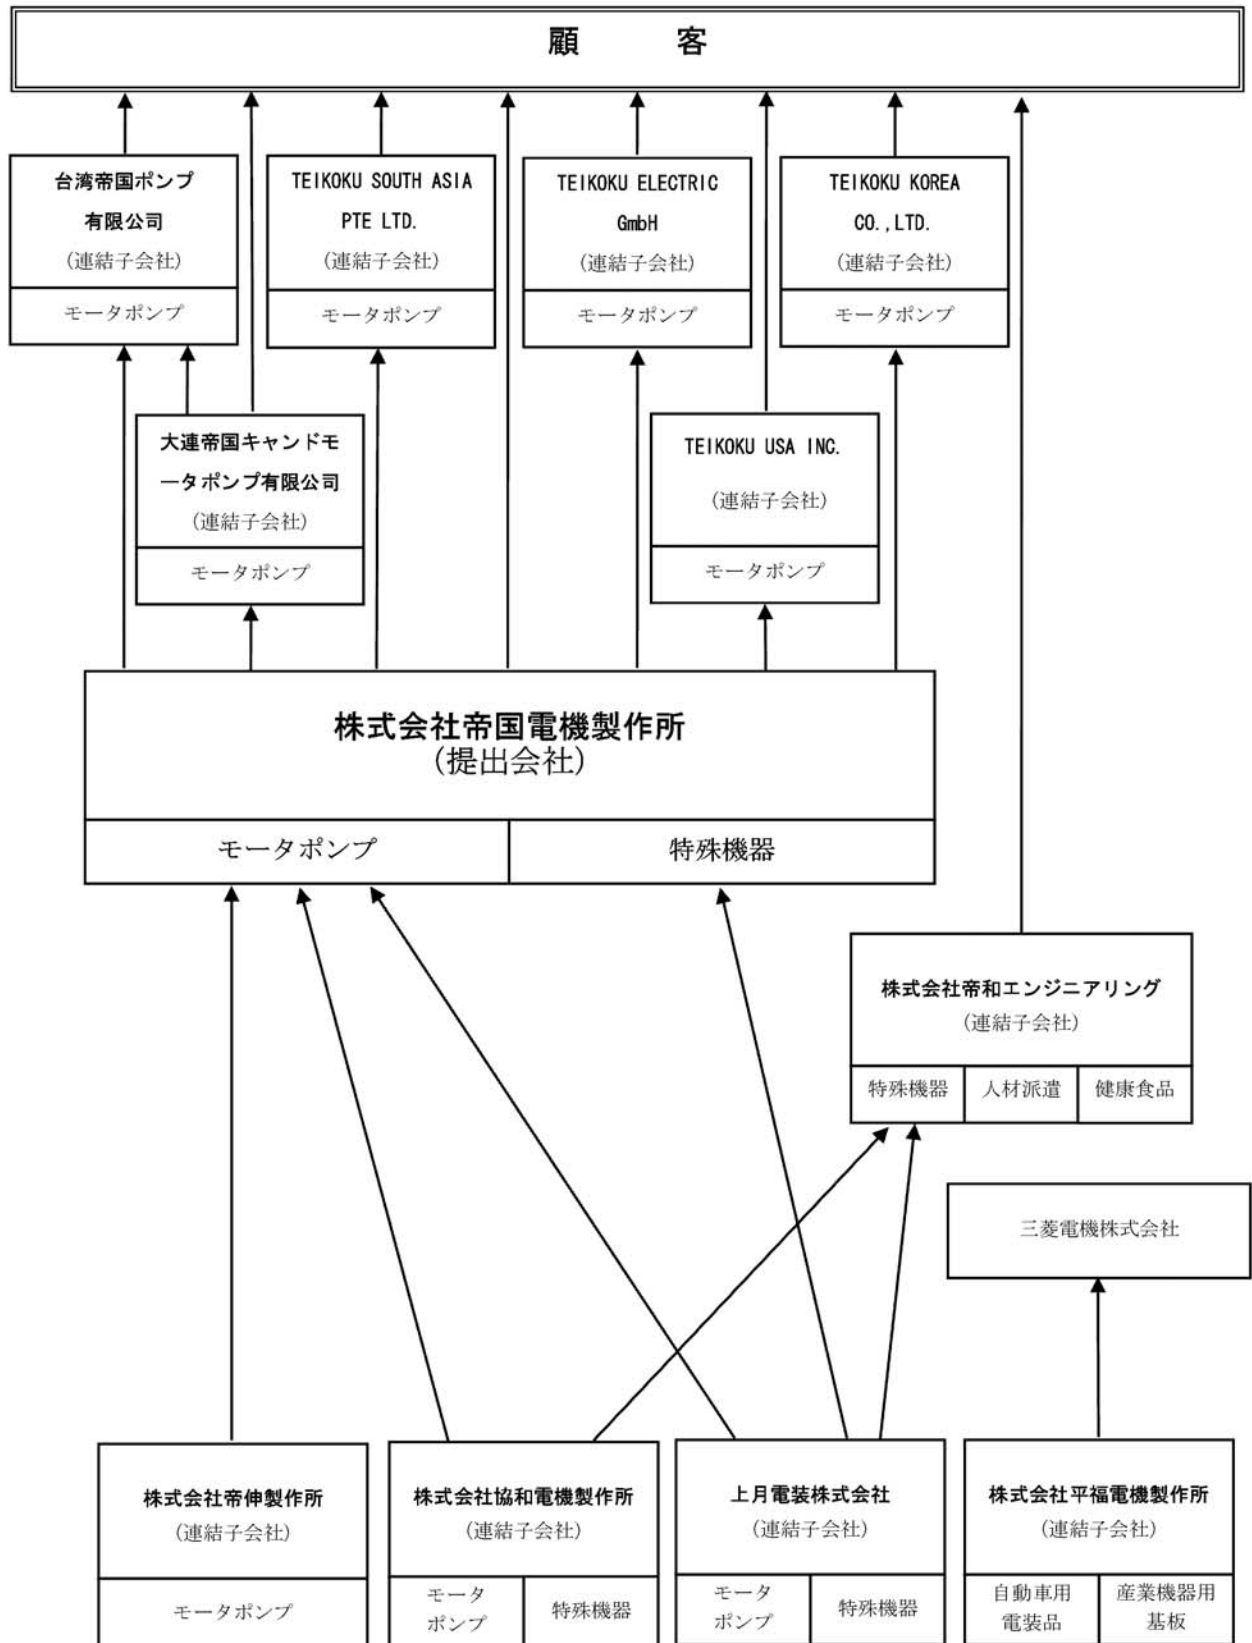 顧　客
台湾帝国ポンプ
有限公司
（連結子会社）
モータポンプ
TEIKOKU SOUTH ASIA
PTE LTD.
（連結子会社）
モータポンプ
TEIKOKU ELECTRIC
GmbH
（連結子会社）
モータポンプ
TEIKOKU KOREA
CO.,LTD.
（連結子会社）
モータポンプ
大連帝国キャンドモ
ータポンプ有限公司
（連結子会社）
モータポンプ
TEIKOKU USA INC.
（連結子会社）
モータポンプ
株式会社帝国電機製作所
（提出会社）
モータポンプ
特殊機器
株式会社帝和エンジニアリング
（連結子会社）
特殊機器
人材派遣
健康食品
三菱電機株式会社
株式会社帝伸製作所
（連結子会社）
モータポンプ
株式会社協和電機製作所
（連結子会社）
モータ
ポンプ
特殊機器
上月電装株式会社
（連結子会社）
モータ
ポンプ
特殊機器
株式会社平福電機製作所
（連結子会社）
自動車用
電装品
産業機器用
基板